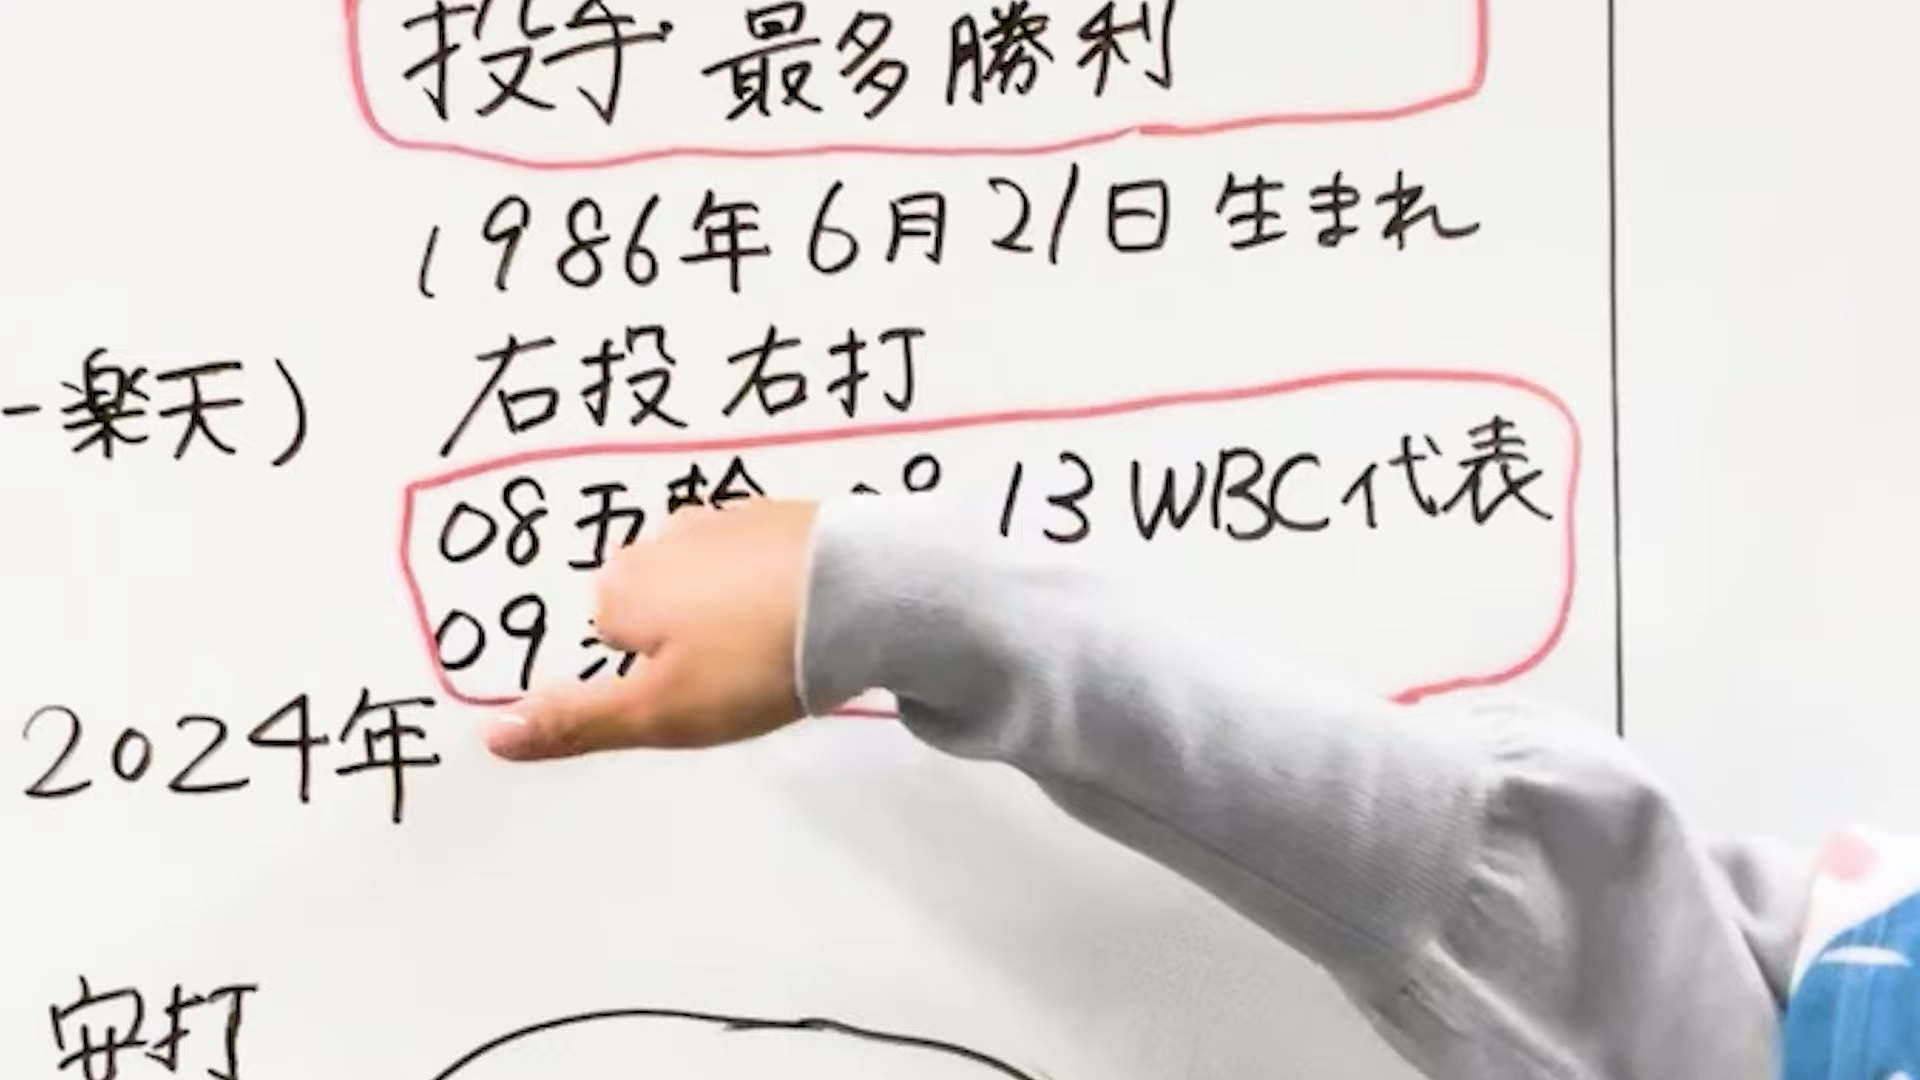 投手 最多勝利
1986年6月21日生まれ
-楽天) 右投右打
08五輪 13WBC代表
09
2024年
安打